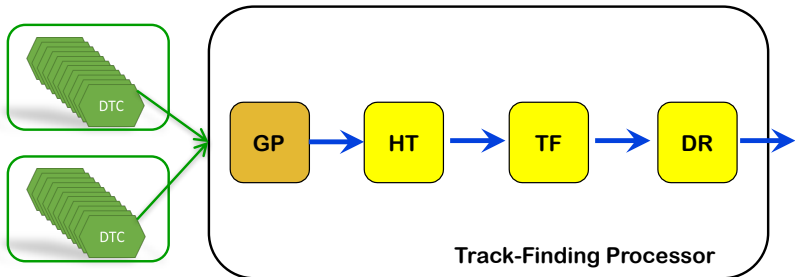 DTC
GP
HT
TF
DR
DTC
Track-Finding Processor